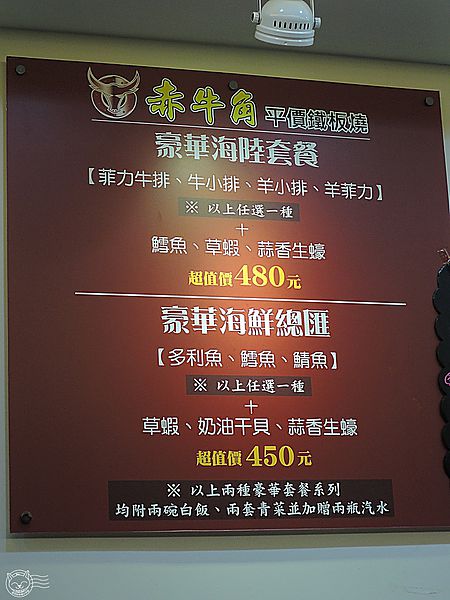 赤牛角 平價鐵板燒
豪華海陸套餐
【菲力牛排、牛小排、羊小排、羊菲力】
※ 以上任選一種
＋
鱈魚、草蝦、蒜香生蠔
超值價480元
豪華海鮮總匯
【多利魚、鱈魚、鯖魚】
※ 以上任選一種
＋
草蝦、奶油干貝、蒜香生蠔
超值價450元
※ 以上兩種豪華套餐系列
均附兩碗白飯、兩套青菜並加贈兩瓶汽水